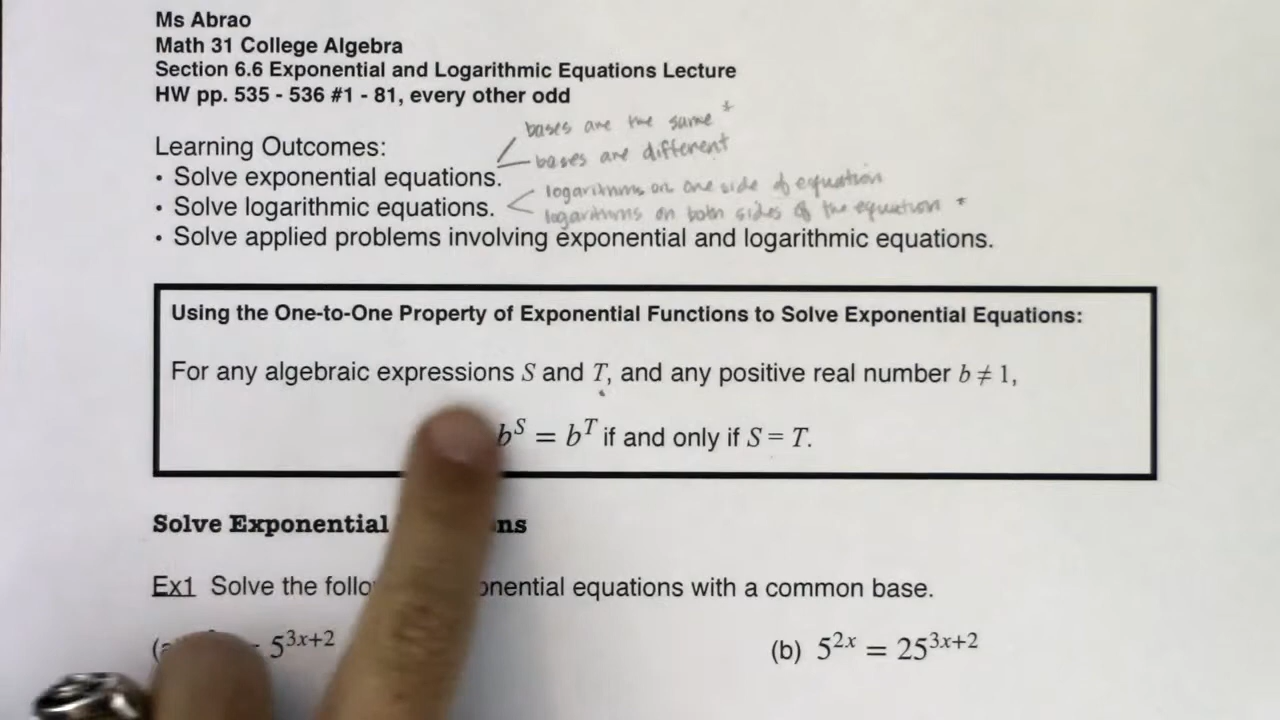 Ms Abrao
Math 31 College Algebra
Section 6.6 Exponential and Logarithmic Equations Lecture
HW pp. 535 - 536 #1 - 81, every other odd
bases are the same *
Learning Outcomes:
bases are different
• Solve exponential equations.
logarithms on one side of equation
• Solve logarithmic equations.
logarithms on both sides of the equation *
• Solve applied problems involving exponential and logarithmic equations.
Using the One-to-One Property of Exponential Functions to Solve Exponential Equations:
For any algebraic expressions S and T, and any positive real number b ≠ 1,
b^S = b^T if and only if S = T.
Solve Exponential
Ex1 Solve the equations with a common base.
5^{3x+2}
(b) 5^{2x} = 25^{3x+2}